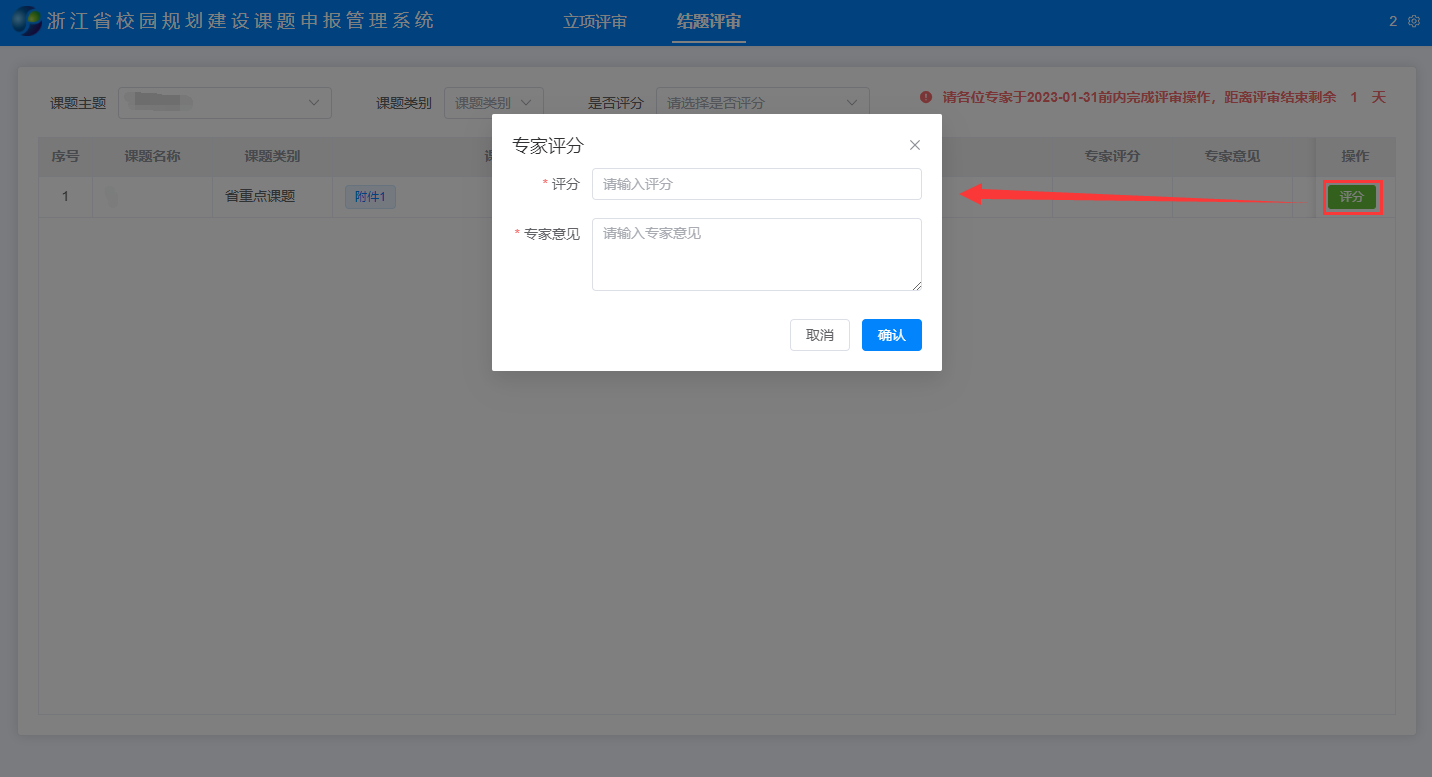 浙江省校园规划建设课题申报管理系统 立项评审 结题评审 2
课题主题 课题类别 课题类别 是否评分 请选择是否评分 请各位专家于2023-01-31前内完成评审操作，距离评审结束剩余 1 天
序号 课题名称 课题类别 专家评分 专家意见 操作
1 省重点课题 附件1 评分
专家评分
* 评分 请输入评分
* 专家意见 请输入专家意见
取消 确认